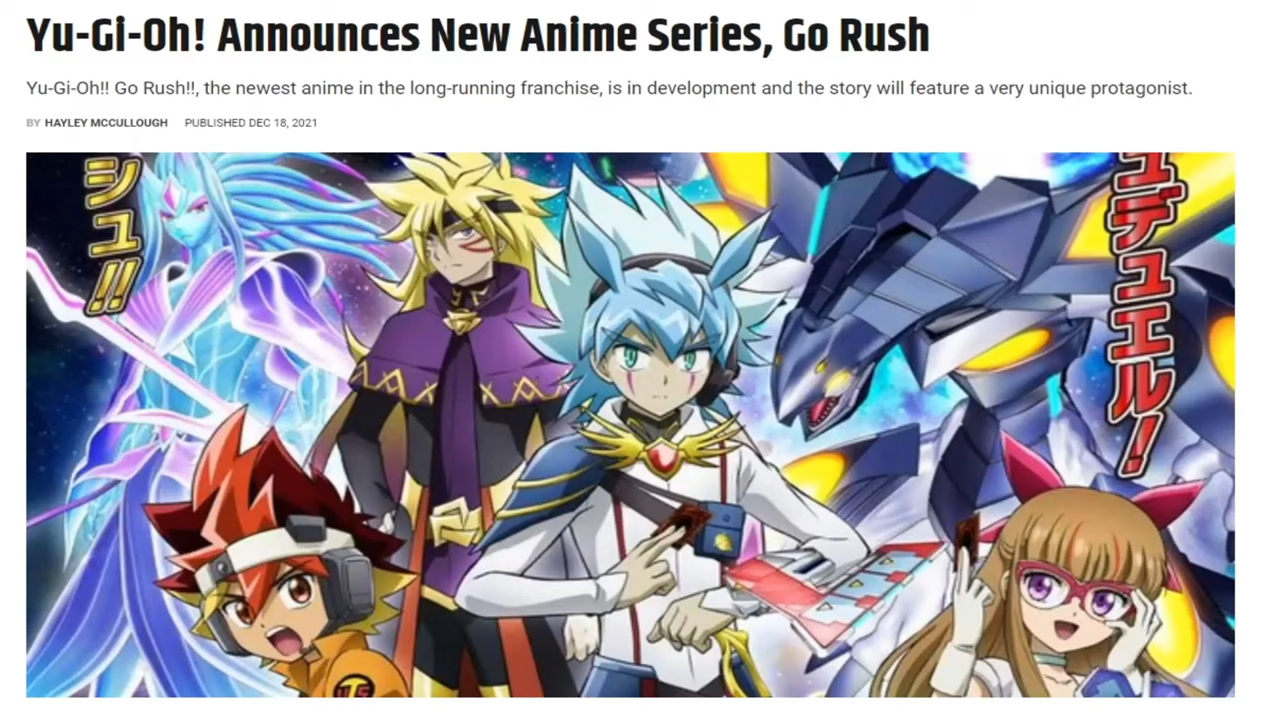 Yu-Gi-Oh! Announces New Anime Series, Go Rush
Yu-Gi-Oh!! Go Rush!!, the newest anime in the long-running franchise, is in development and the story will feature a very unique protagonist.
BY HAYLEY MCCULLOUGH PUBLISHED DEC 18, 2021
シュ!!
ュデュエル!
UTS